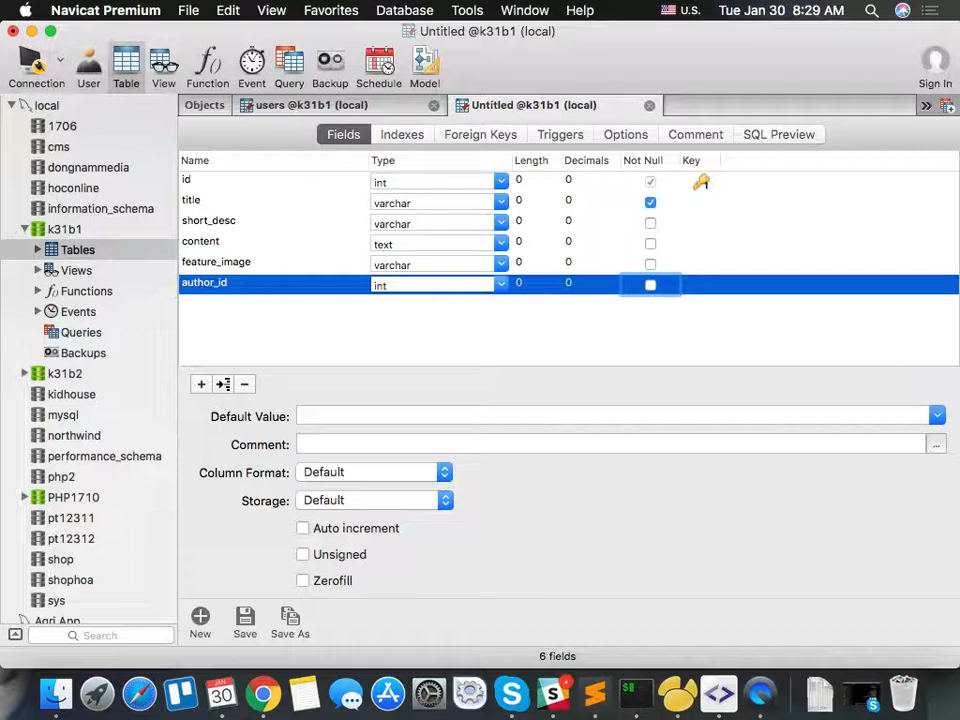 Navicat Premium File Edit View Favorites Database Tools Window Help U.S. Tue Jan 30 8:29 AM
Untitled @k31b1 (local)
Connection User Table View Function Event Query Backup Schedule Model Sign In
Objects users @k31b1 (local) Untitled @k31b1 (local)
local
1706
cms
dongnammedia
hoconline
information_schema
k31b1
Tables
Views
Functions
Events
Queries
Backups
k31b2
kidhouse
mysql
northwind
performance_schema
php2
PHP1710
pt12311
pt12312
shop
shophoa
sys
Agri App
Search
Fields Indexes Foreign Keys Triggers Options Comment SQL Preview
Name Type Length Decimals Not Null Key
id int 0 0
title varchar 0 0
short_desc varchar 0 0
content text 0 0
feature_image varchar 0 0
author_id int 0 0
Default Value:
Comment:
...
Column Format: Default
Storage: Default
Auto increment
Unsigned
Zerofill
New Save Save As
6 fields
30